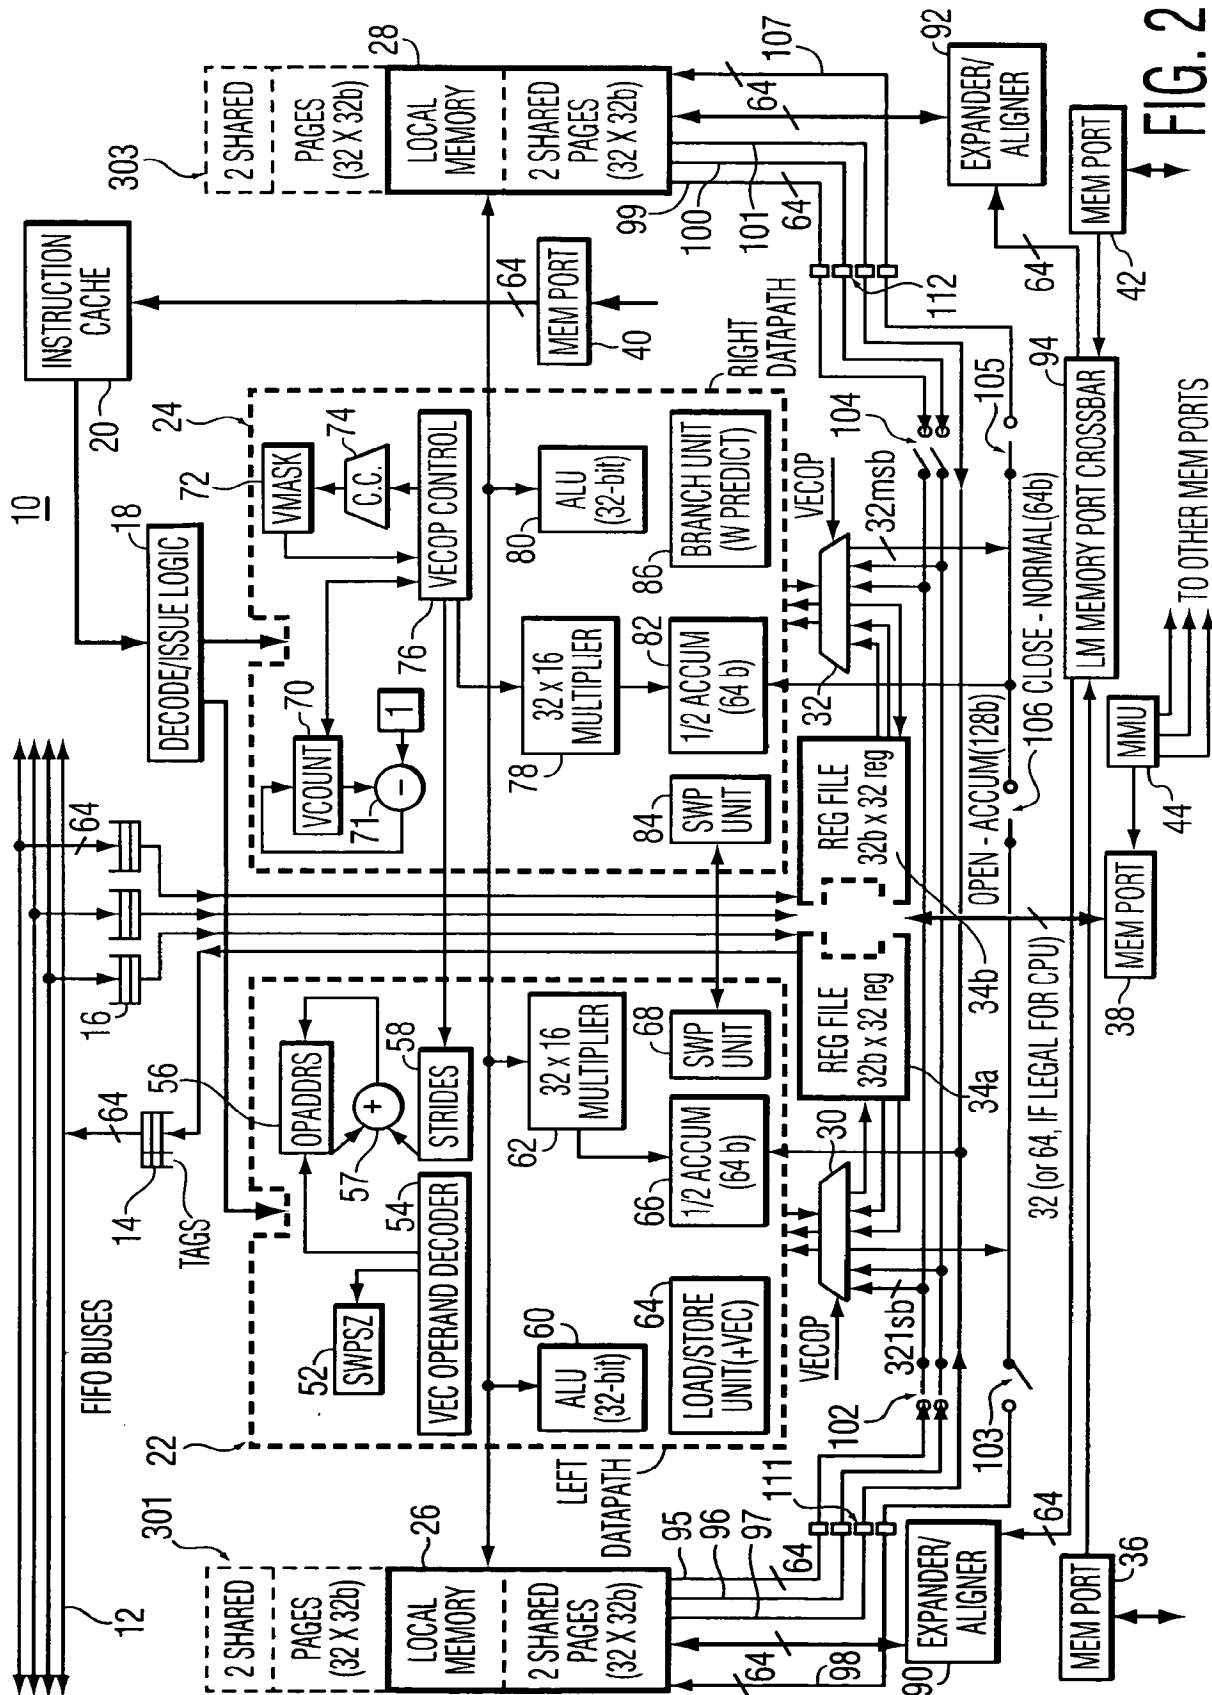 FIG. 2
10
FIFO BUSES
12
64
TAGS
14
64
16
DECODE/ISSUE LOGIC
18
INSTRUCTION
CACHE
20
301
2 SHARED
PAGES
(32 X 32b)
26
LOCAL
MEMORY
2 SHARED
PAGES
(32 X 32b)
22
LEFT
DATAPATH
52
SWPSZ
VEC OPERAND DECODER
54
56
OPADDRS
57
+
58
STRIDES
60
ALU
(32-bit)
62
32 x 16
MULTIPLIER
64
LOAD/STORE
UNIT(+VEC)
66
1/2 ACCUM
(64 b)
68
SWP
UNIT
24
RIGHT
DATAPATH
70
VCOUNT
71
-
1
72
VMASK
74
C.C.
76
VECOP CONTROL
78
32 x 16
MULTIPLIER
80
ALU
(32-bit)
82
1/2 ACCUM
(64 b)
84
SWP
UNIT
86
BRANCH UNIT
(W PREDICT)
303
2 SHARED
PAGES
(32 X 32b)
28
LOCAL
MEMORY
2 SHARED
PAGES
(32 X 32b)
MEM PORT
40
64
95
96
97
64
64
98
111
102
103
VECOP
30
321sb
REG FILE
32b x 32 reg
34a
REG FILE
32b x 32 reg
34b
VECOP
32
32msb
104
105
99
100
101
64
64
107
112
OPEN - ACCUM(128b)
106 CLOSE - NORMAL(64b)
32 (or 64, IF LEGAL FOR CPU)
EXPANDER/
ALIGNER
90
64
EXPANDER/
ALIGNER
92
64
LM MEMORY PORT CROSSBAR
94
MEM PORT
36
MEM PORT
38
MMU
44
TO OTHER MEM PORTS
MEM PORT
42